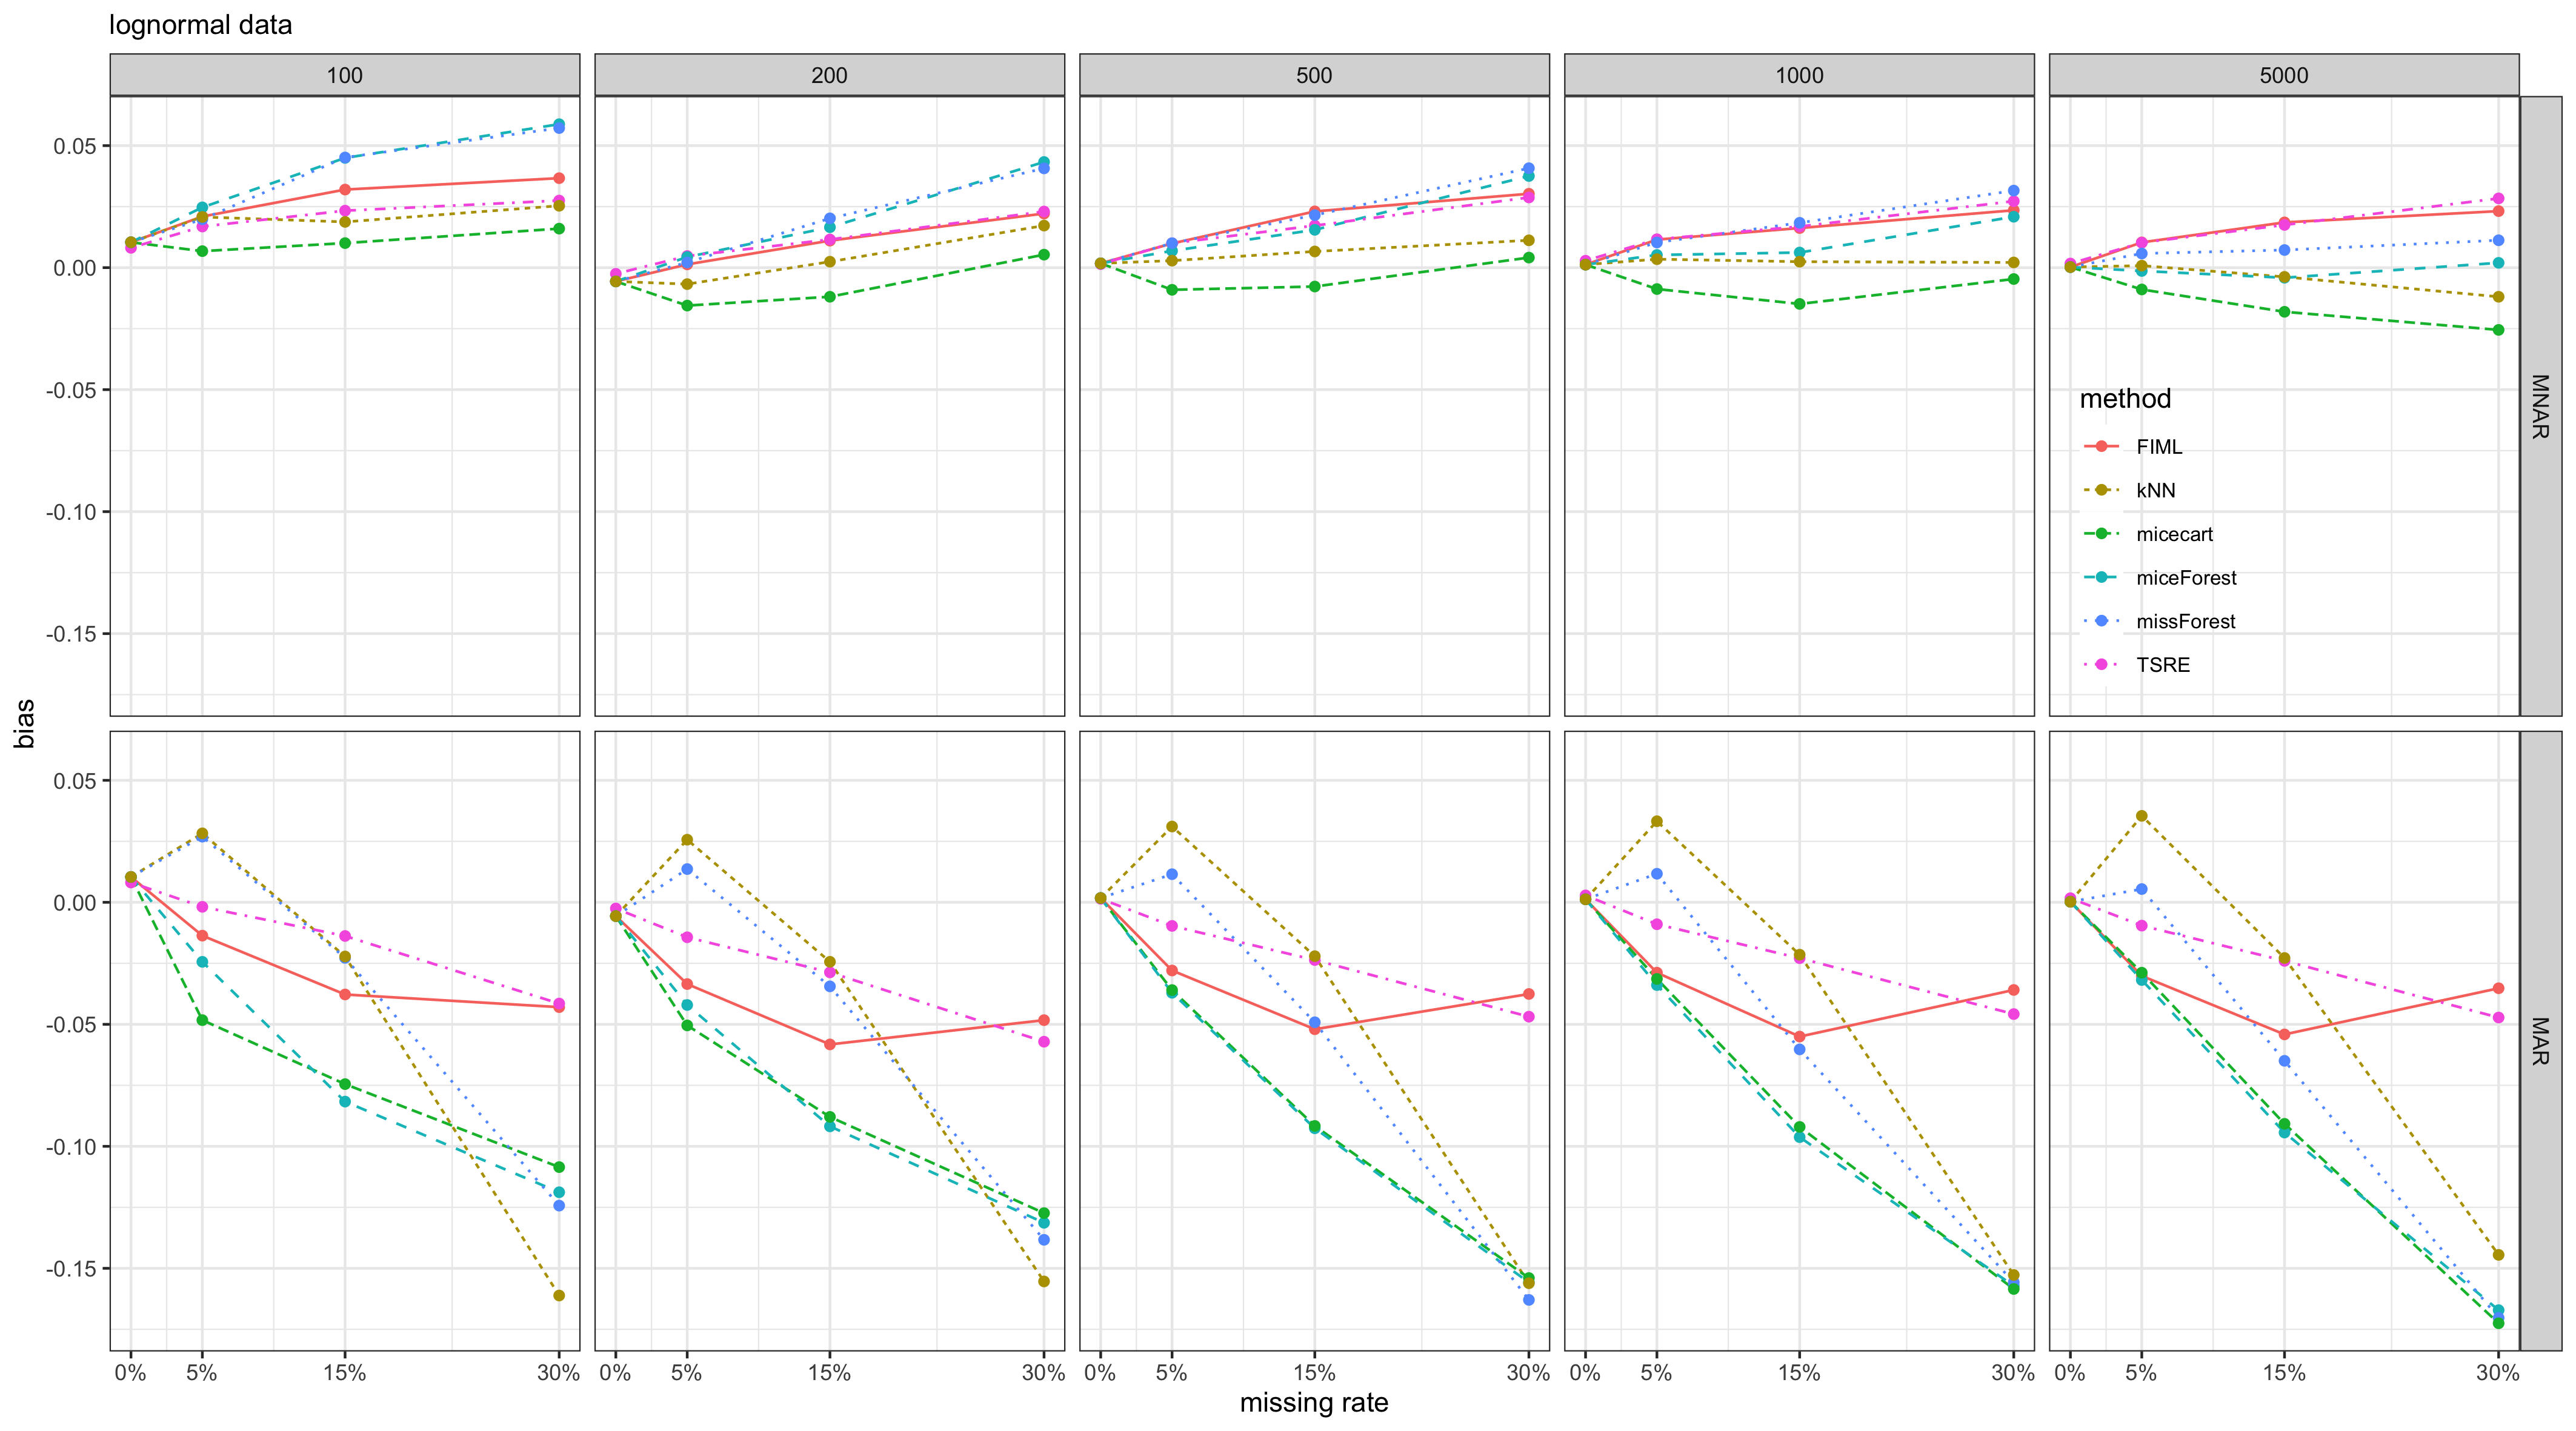 lognormal data
100 200 500 1000 5000
0.05
0.00
-0.05
-0.10
-0.15
MNAR
method
FIML
kNN
micecart
miceForest
missForest
TSRE
bias
0.05
0.00
-0.05
-0.10
-0.15
MAR
0% 5% 15% 30% 0% 5% 15% 30% 0% 5% 15% 30% 0% 5% 15% 30% 0% 5% 15% 30%
missing rate